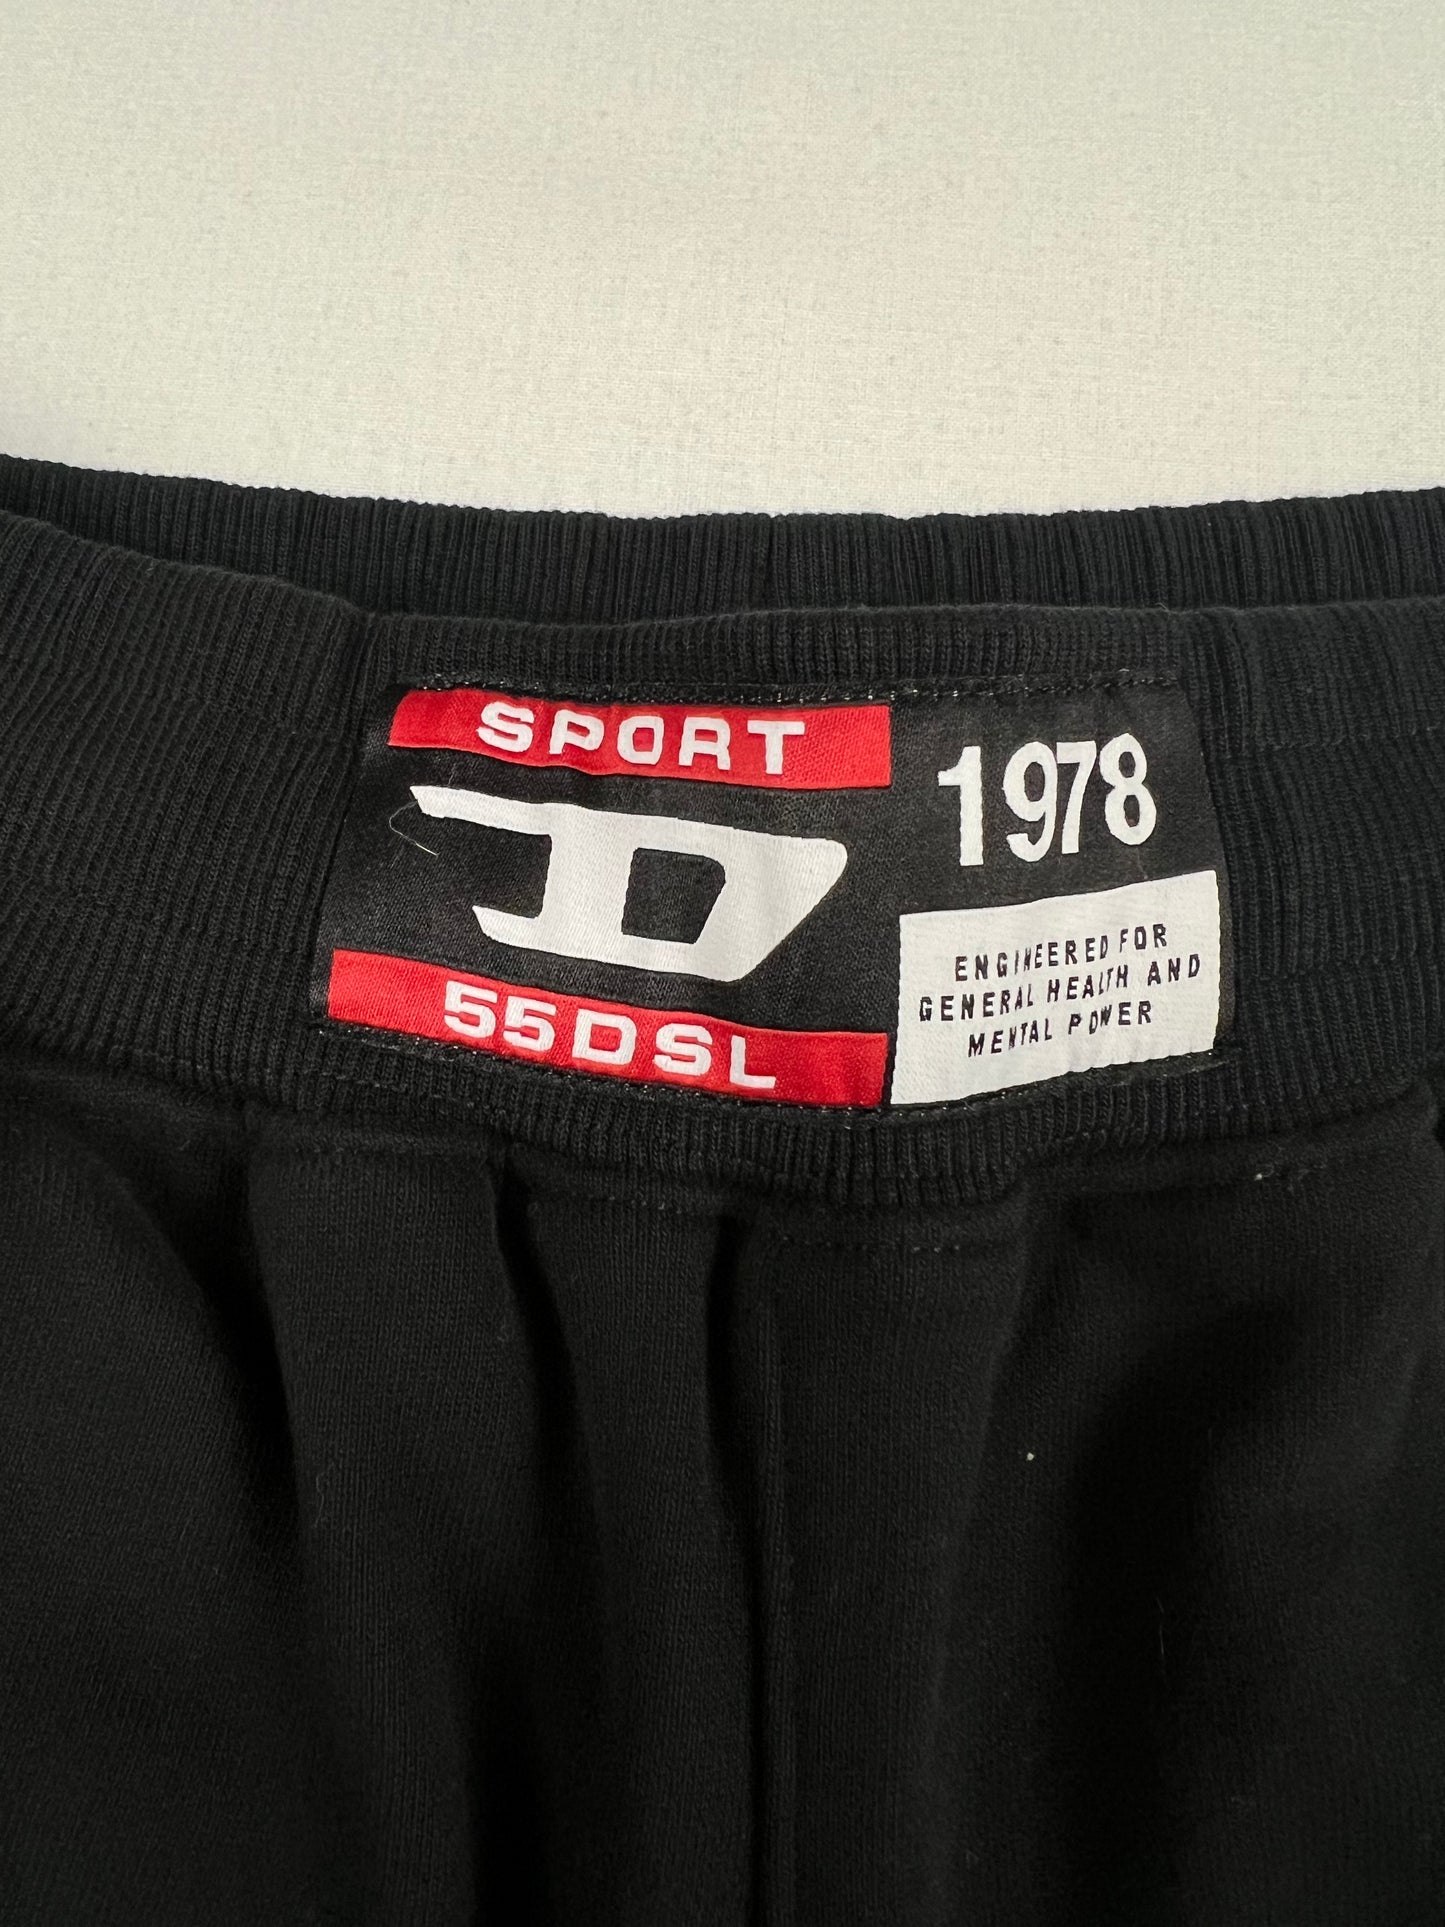 SPORT
D
55DSL
1978
ENGINEERED FOR
GENERAL HEALTH AND
MENTAL POWER